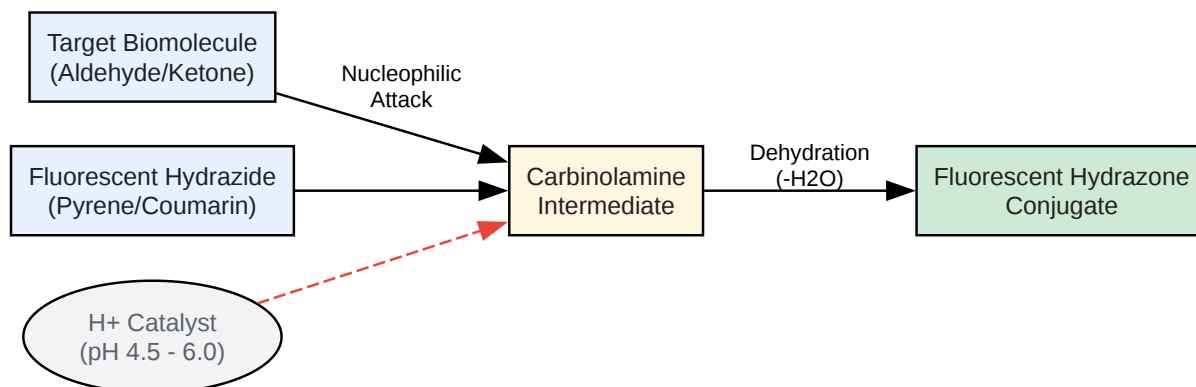 Target Biomolecule
(Aldehyde/Ketone)
Nucleophilic
Attack
Fluorescent Hydrazide
(Pyrene/Coumarin)
Carbinolamine
Intermediate
Dehydration
(-H2O)
Fluorescent Hydrazone
Conjugate
H+ Catalyst
(pH 4.5 - 6.0)